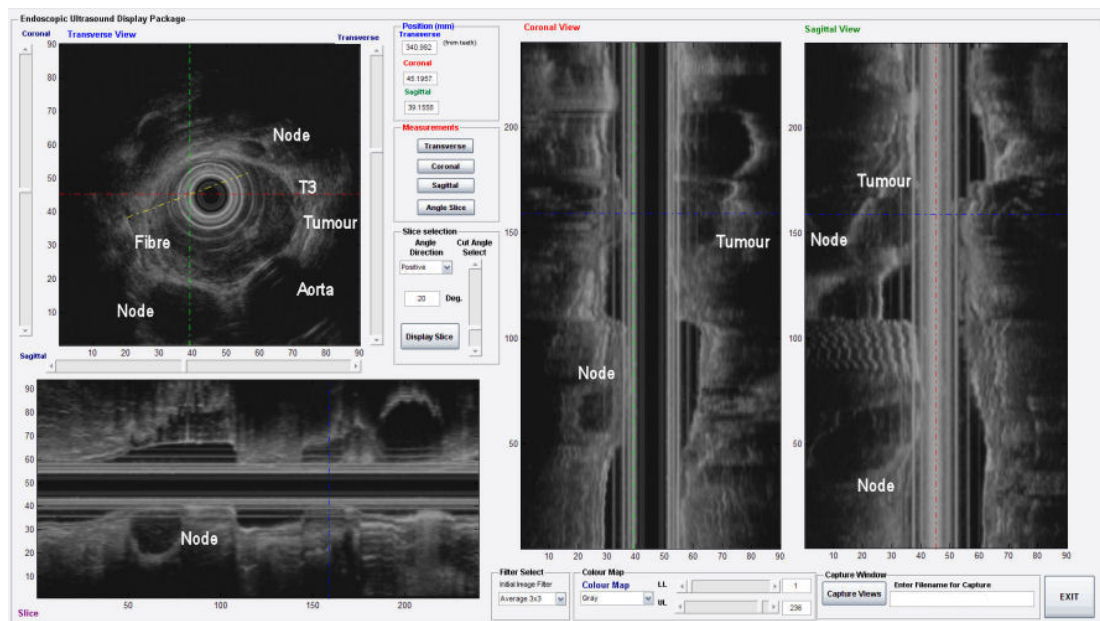 Endoscopic Ultrasound Display Package
Coronal
Transverse View
Transverse
90
80
70
60
50
40
30
20
10
10 20 30 40 50 60 70 80 90
Node
T3
Tumour
Fibre
Aorta
Node
Sagittal
Position (mm)
Transverse
340.962 (from teeth)
Coronal
45.1957
Sagittal
39.1558
Measurements
Transverse
Coronal
Sagittal
Angle Slice
Slice selection
Angle Direction
Cut Angle Select
Positive
20 Deg.
Display Slice
Coronal View
200
150
100
50
10 20 30 40 50 60 70 80 90
Tumour
Node
Sagittal View
200
150
100
50
10 20 30 40 50 60 70 80 90
Tumour
Node
Node
90
80
70
60
50
40
30
20
10
Node
50 100 150 200
Slice
Filter Select
Initial Image Filter
Average 3x3
Colour Map
Colour Map
Gray
LL 1
UL 236
Capture Window
Capture Views
Enter Filename for Capture
EXIT